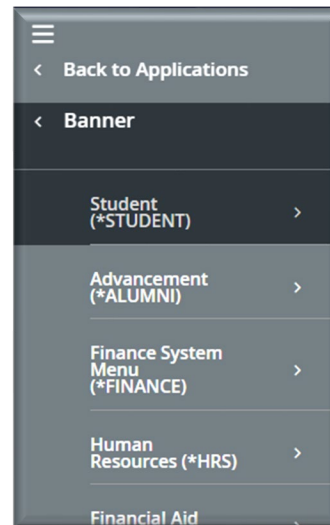 Back to Applications
Banner
Student
(*STUDENT)
Advancement
(*ALUMNI)
Finance System
Menu
(*FINANCE)
Human
Resources (*HRS)
Financial Aid